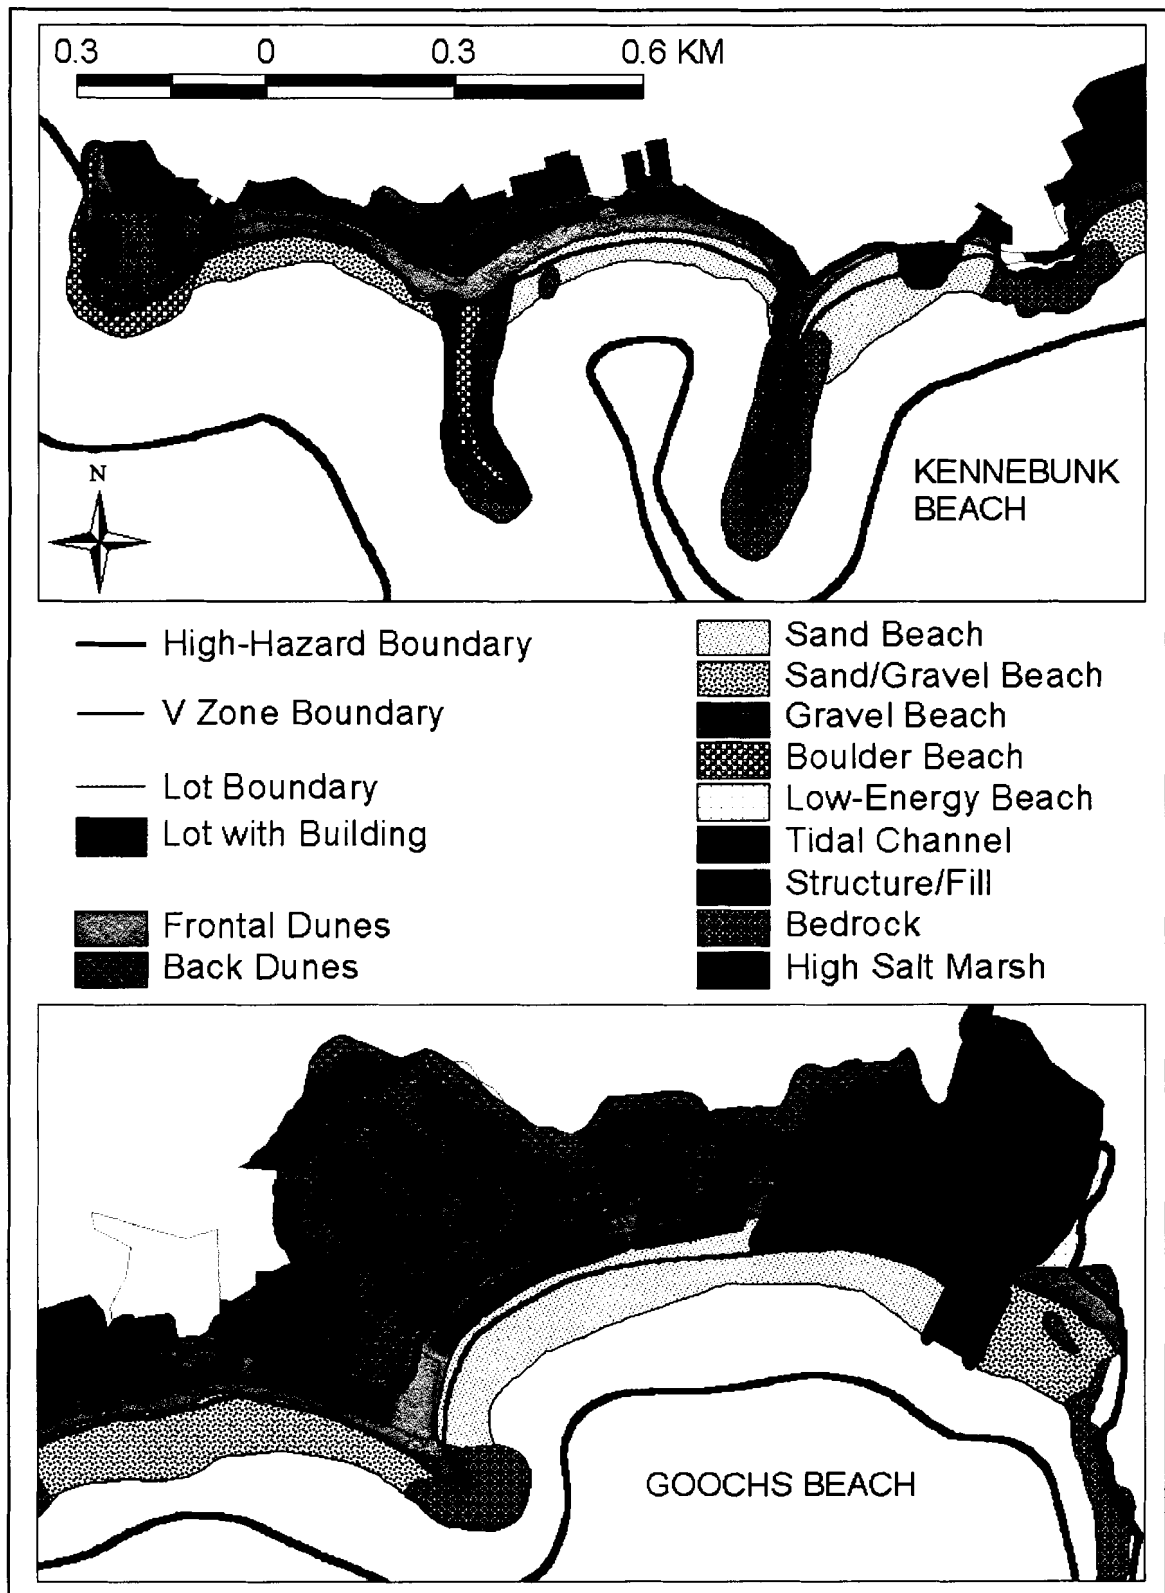 0.3 0 0.3 0.6 KM
KENNEBUNK
BEACH
N
High-Hazard Boundary
V Zone Boundary
Lot Boundary
Lot with Building
Frontal Dunes
Back Dunes
Sand Beach
Sand/Gravel Beach
Gravel Beach
Boulder Beach
Low-Energy Beach
Tidal Channel
Structure/Fill
Bedrock
High Salt Marsh
GOOCHS BEACH